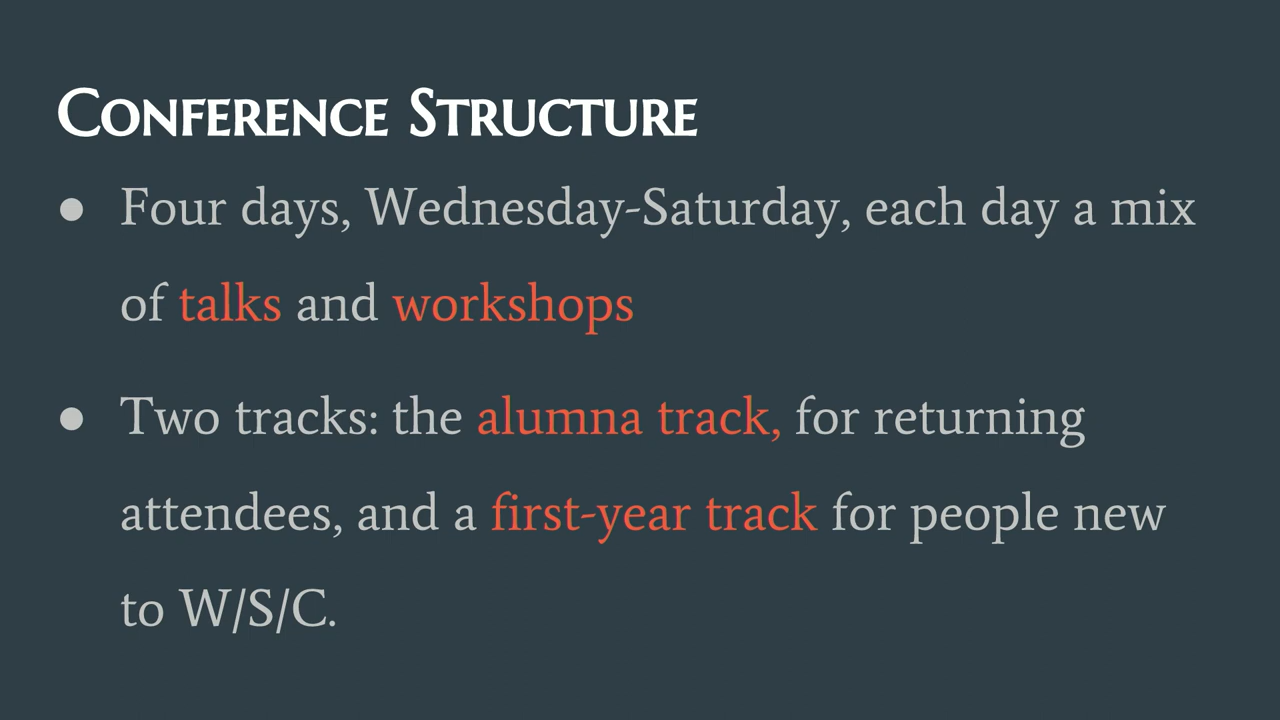 Conference Structure
● Four days, Wednesday-Saturday, each day a mix
of talks and workshops
● Two tracks: the alumna track, for returning
attendees, and a first-year track for people new
to W/S/C.